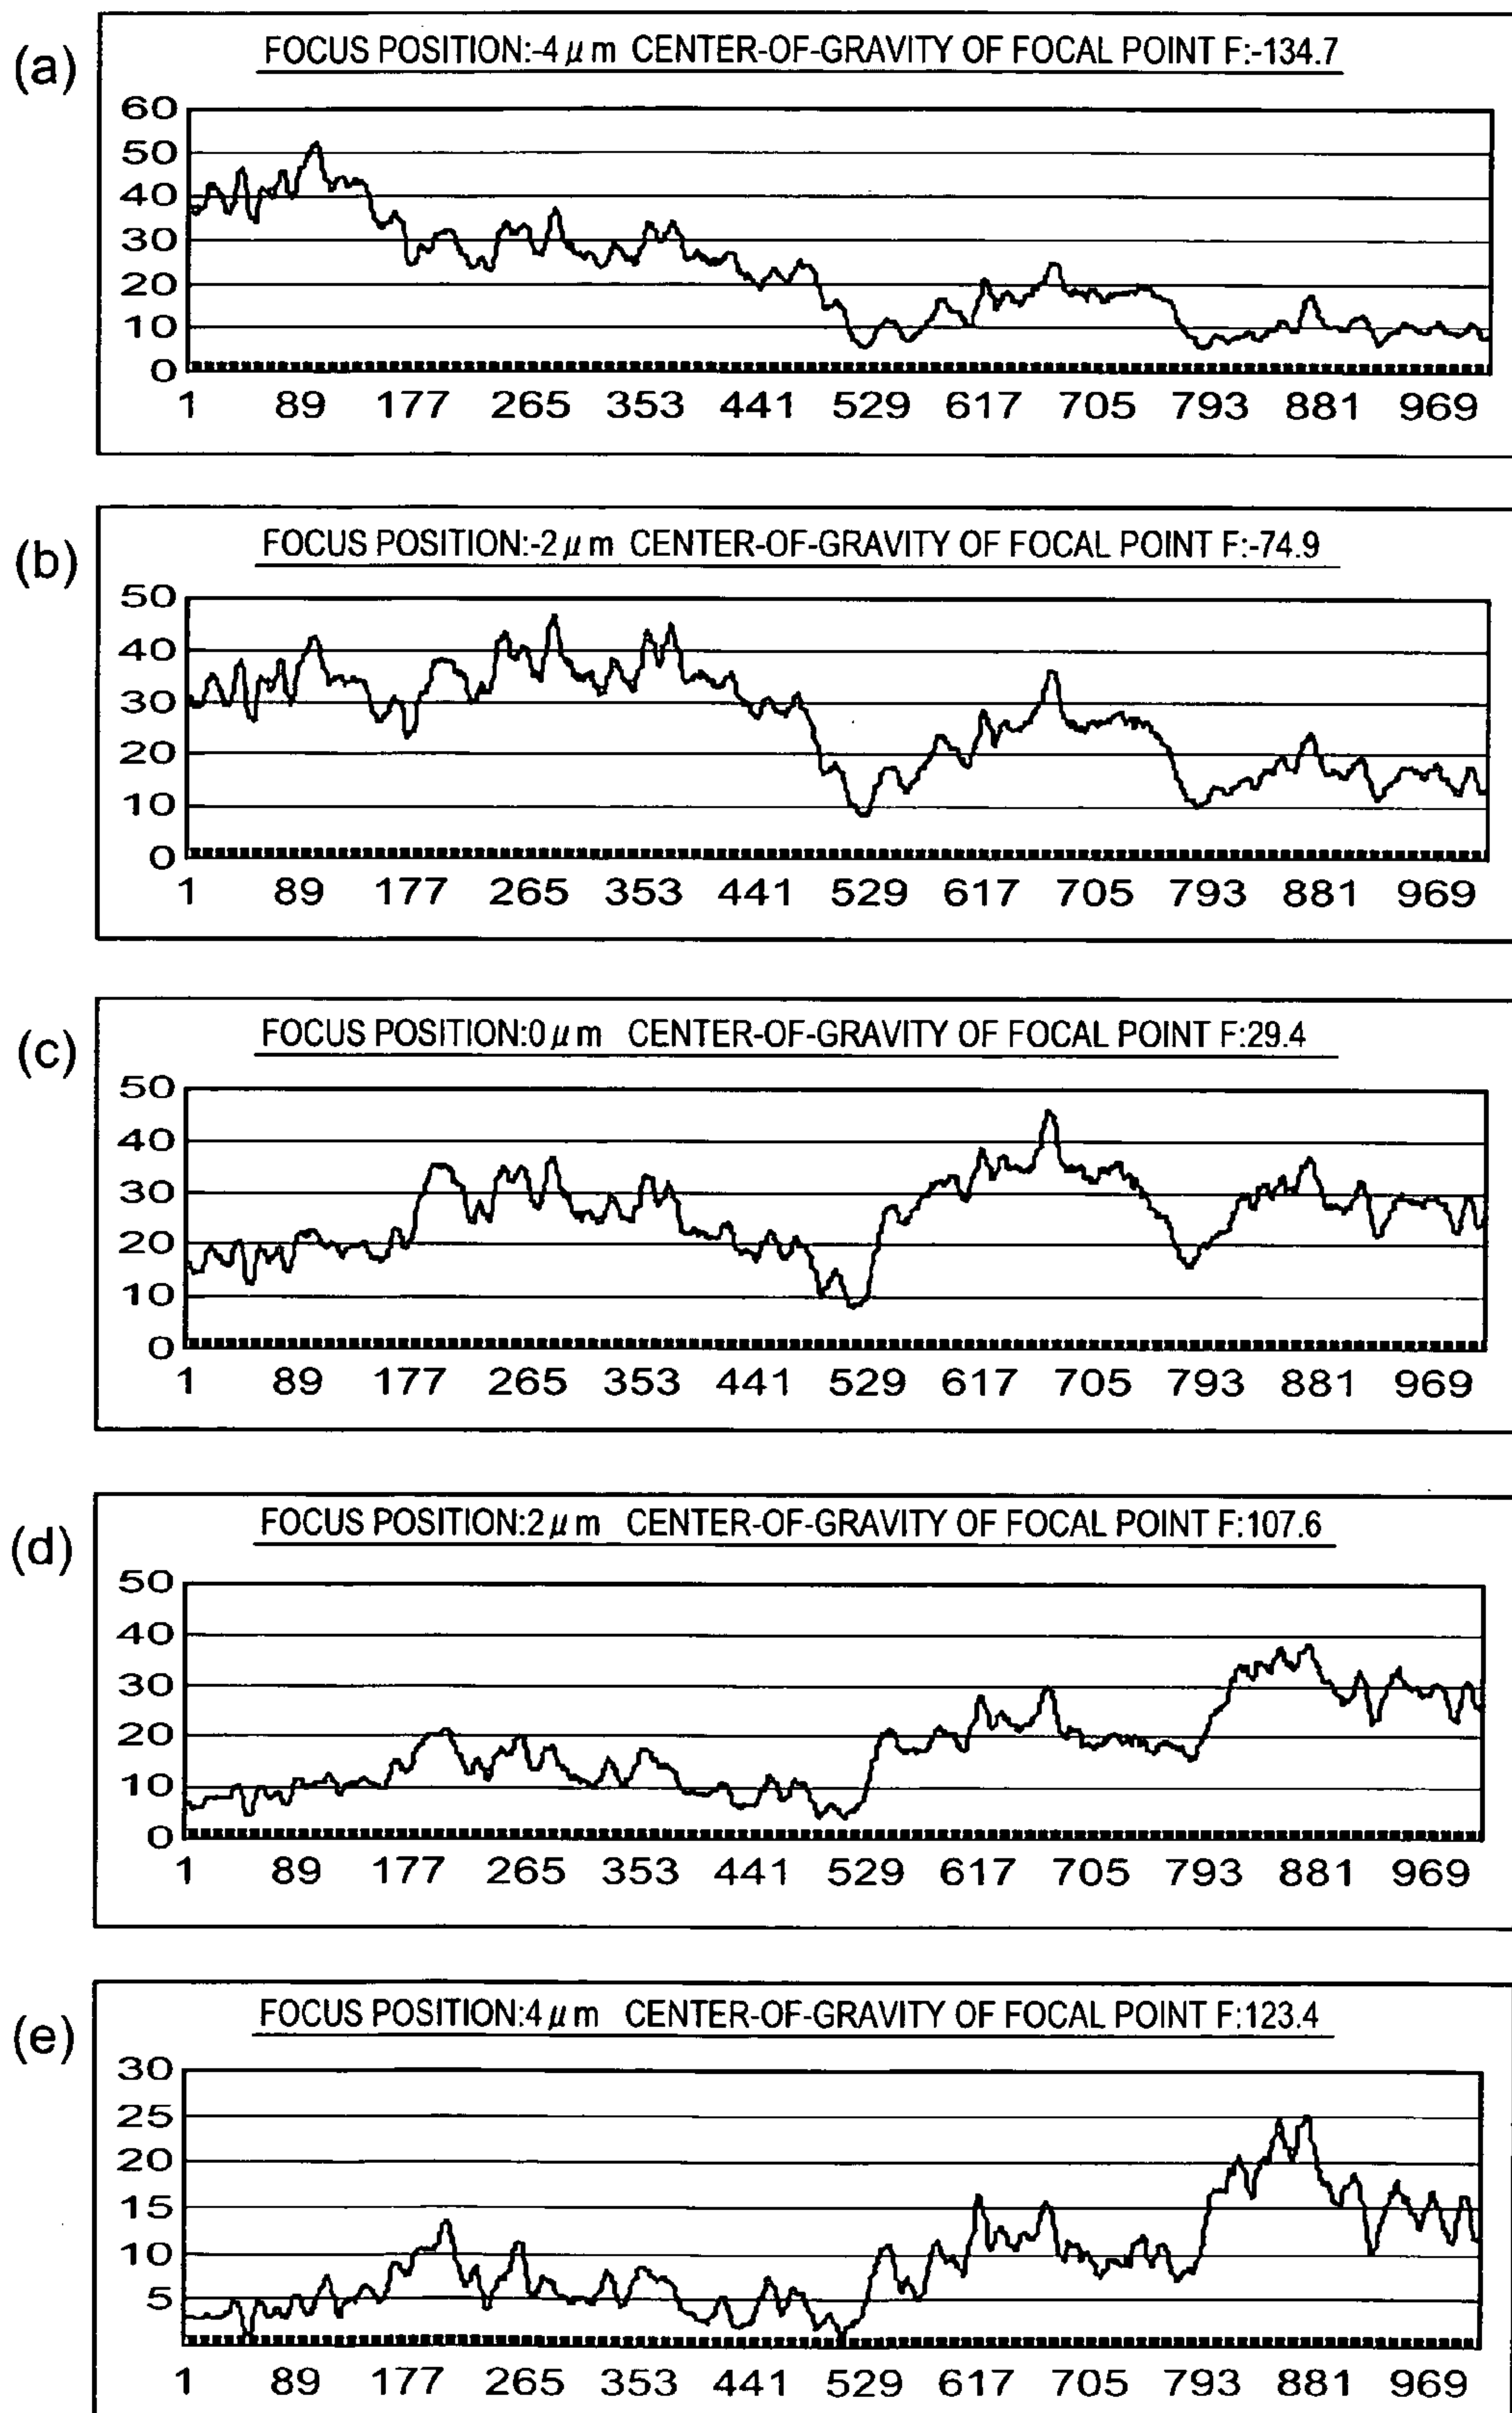 (a)
FOCUS POSITION:-4μm CENTER-OF-GRAVITY OF FOCAL POINT F:-134.7
60
50
40
30
20
10
0
1 89 177 265 353 441 529 617 705 793 881 969
(b)
FOCUS POSITION:-2μm CENTER-OF-GRAVITY OF FOCAL POINT F:-74.9
50
40
30
20
10
0
1 89 177 265 353 441 529 617 705 793 881 969
(c)
FOCUS POSITION:0μm CENTER-OF-GRAVITY OF FOCAL POINT F:29.4
50
40
30
20
10
0
1 89 177 265 353 441 529 617 705 793 881 969
(d)
FOCUS POSITION:2μm CENTER-OF-GRAVITY OF FOCAL POINT F:107.6
50
40
30
20
10
0
1 89 177 265 353 441 529 617 705 793 881 969
(e)
FOCUS POSITION:4μm CENTER-OF-GRAVITY OF FOCAL POINT F:123.4
30
25
20
15
10
5
1 89 177 265 353 441 529 617 705 793 881 969